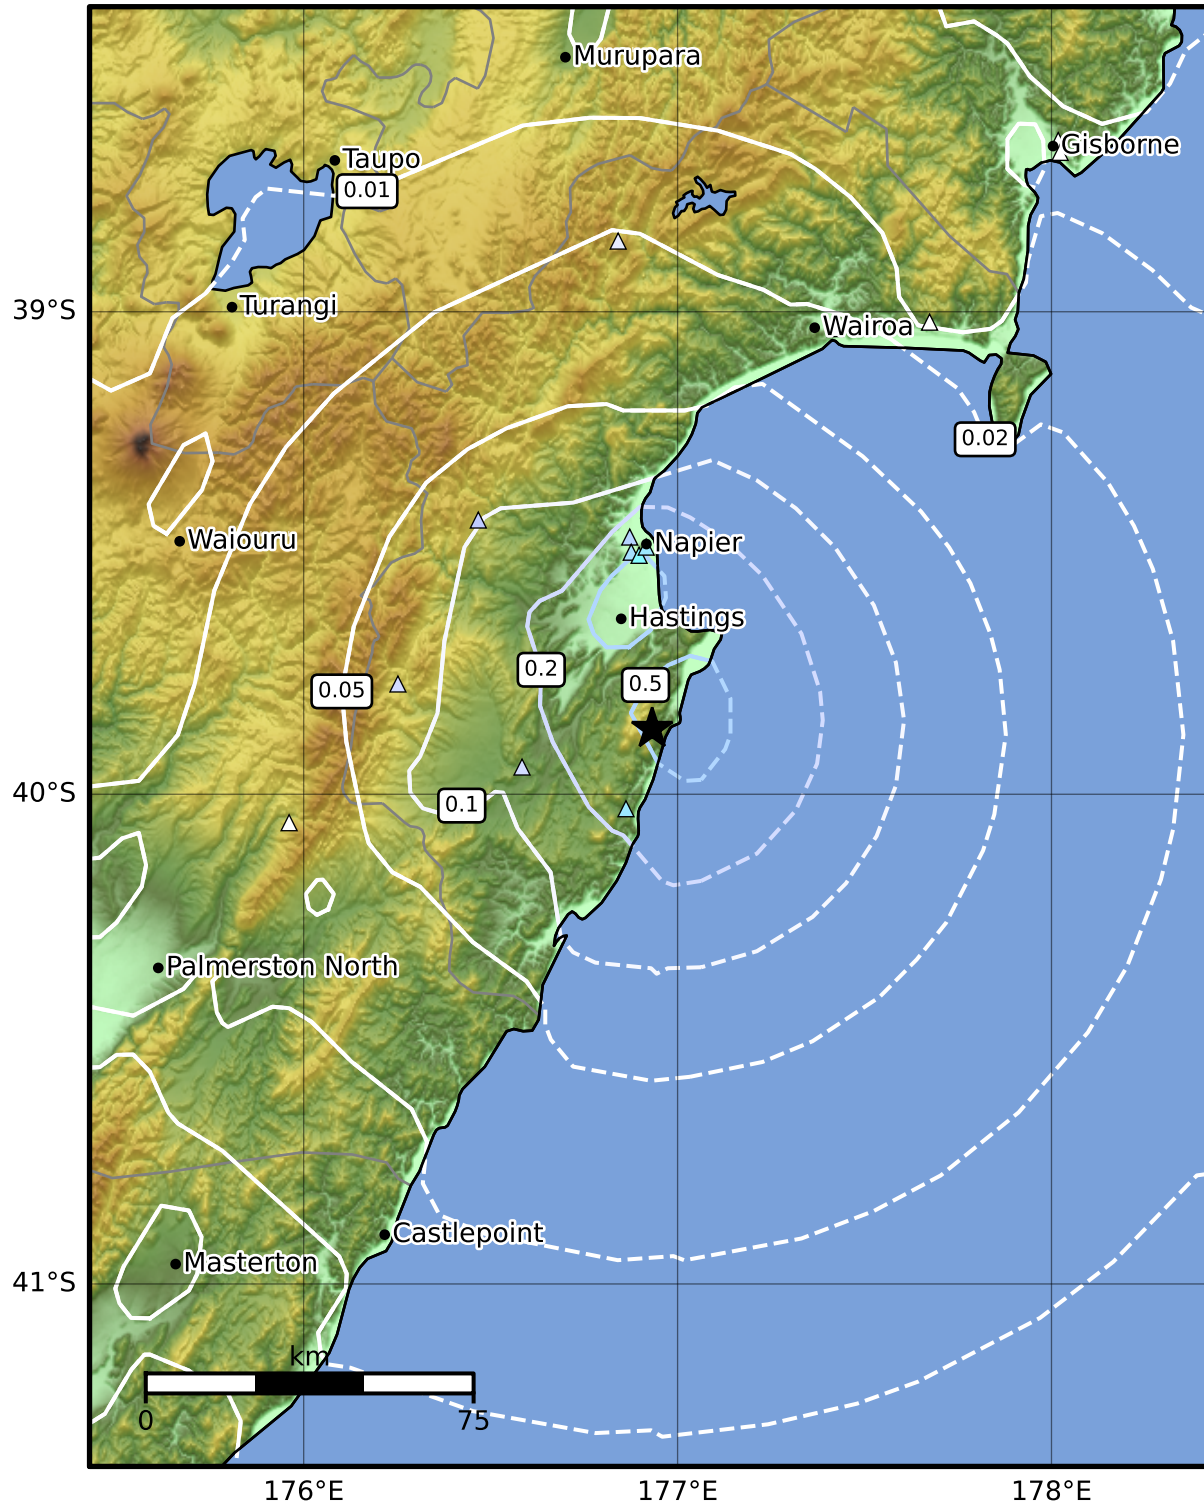 Murupara
Gisborne
Taupo
0.01
Turangi
39°S
Wairoa
0.02
Waiouru
Napier
Hastings
0.2
0.5
0.05
40°S
0.1
Palmerston North
Castlepoint
Masterton
41°S
km
0
75
176°E
177°E
178°E